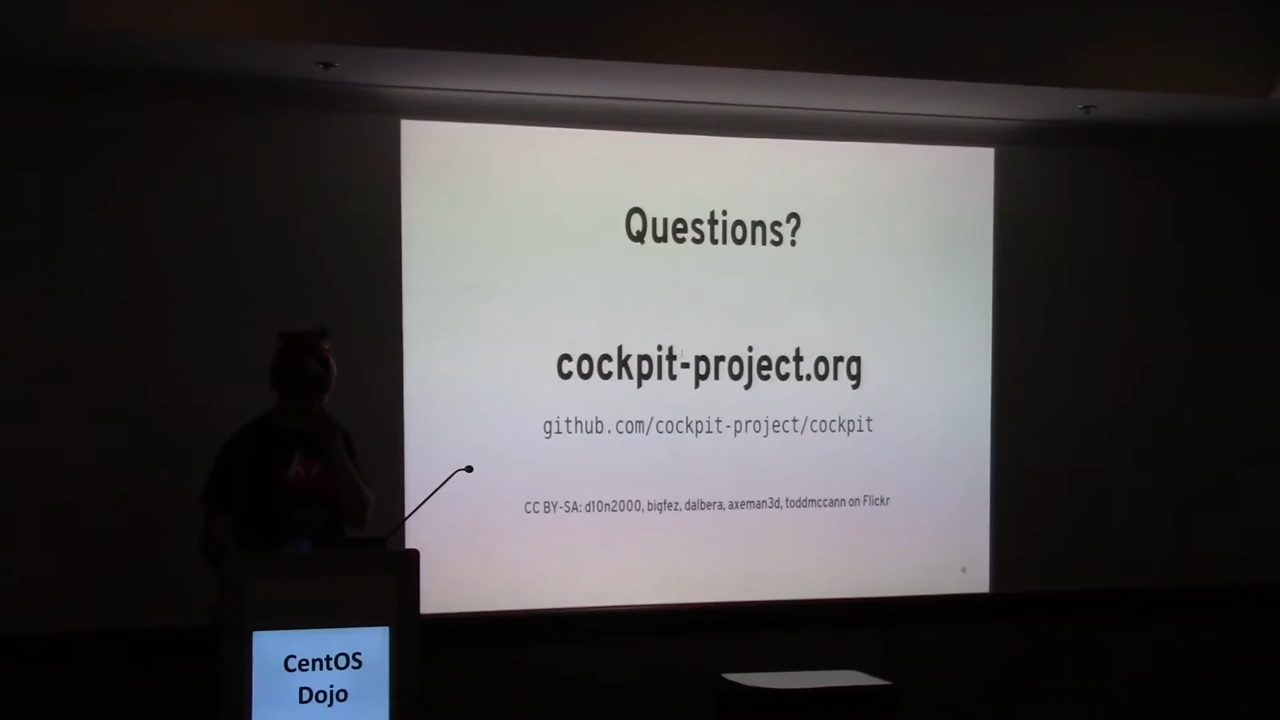 Questions?
cockpit-project.org
github.com/cockpit-project/cockpit
CC BY-SA: d10n2000, bigfez, dalbera, axeman3d, toddmccann on Flickr
CentOS
Dojo